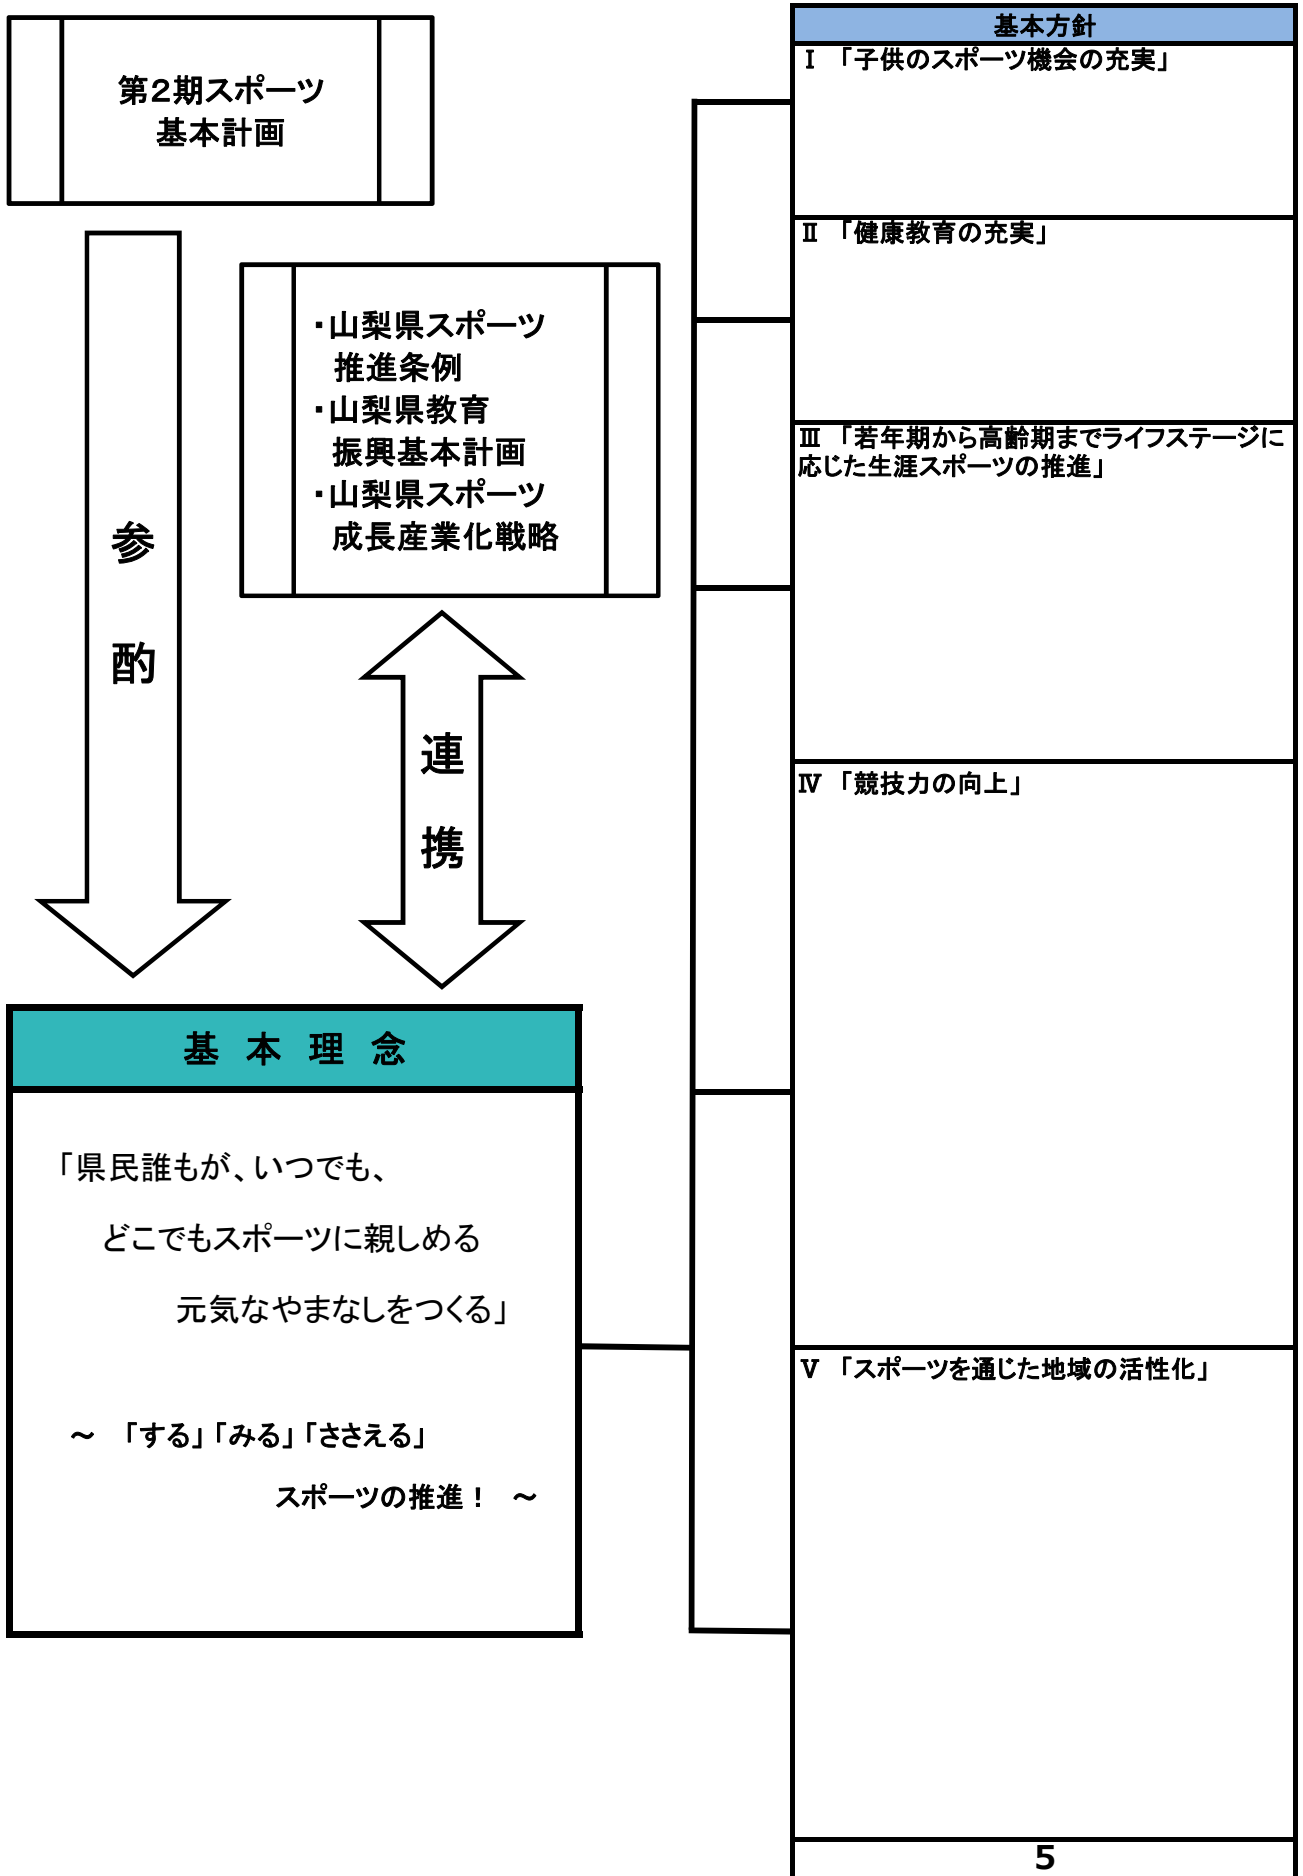 第２期スポーツ
基本計画
・山梨県スポーツ
推進条例
・山梨県教育
振興基本計画
・山梨県スポーツ
成長産業化戦略
参
酌
連
携
基 本 理 念
「県民誰もが、いつでも、
どこでもスポーツに親しめる
元気なやまなしをつくる」
～ 「する」「みる」「ささえる」
スポーツの推進！ ～
基本方針
Ⅰ 「子供のスポーツ機会の充実」
Ⅱ 「健康教育の充実」
Ⅲ 「若年期から高齢期までライフステージに
応じた生涯スポーツの推進」
Ⅳ 「競技力の向上」
Ⅴ 「スポーツを通じた地域の活性化」
5